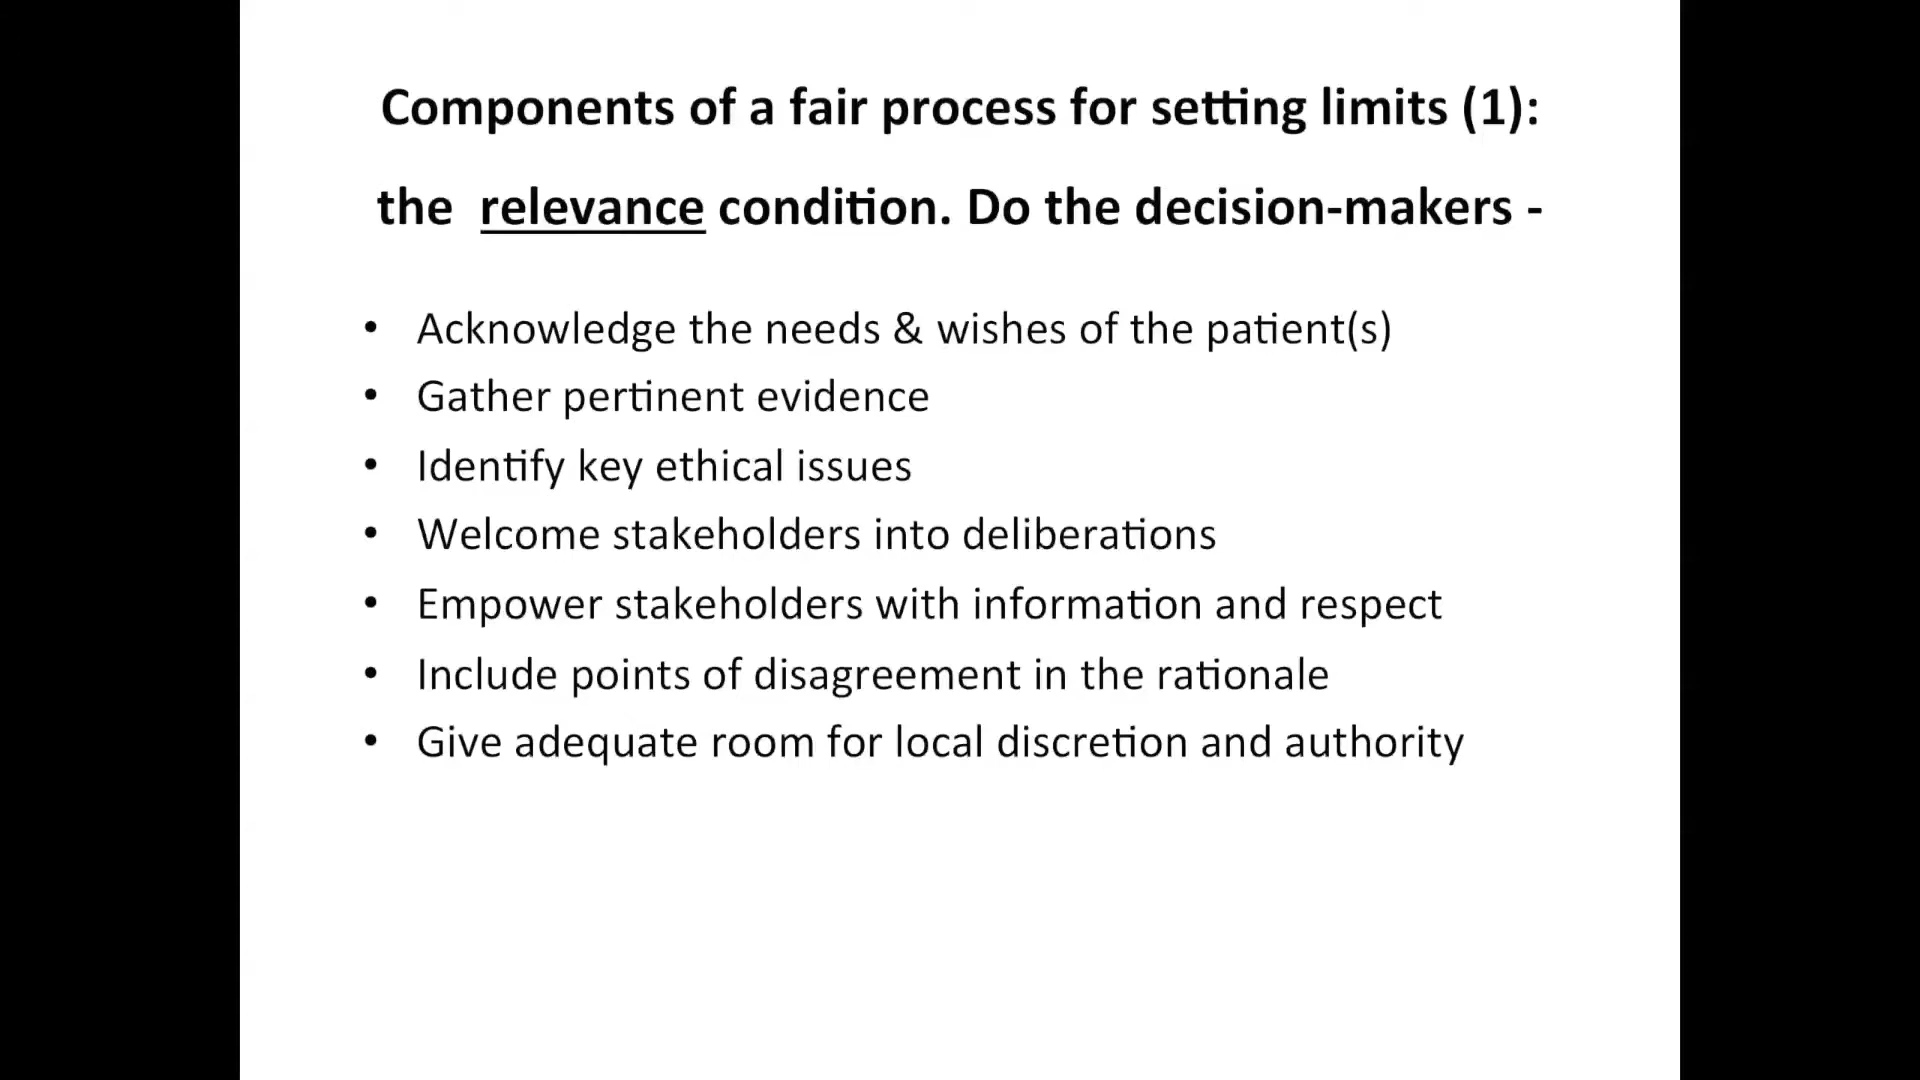 Components of a fair process for setting limits (1):
the relevance condition. Do the decision-makers -
• Acknowledge the needs & wishes of the patient(s)
• Gather pertinent evidence
• Identify key ethical issues
• Welcome stakeholders into deliberations
• Empower stakeholders with information and respect
• Include points of disagreement in the rationale
• Give adequate room for local discretion and authority